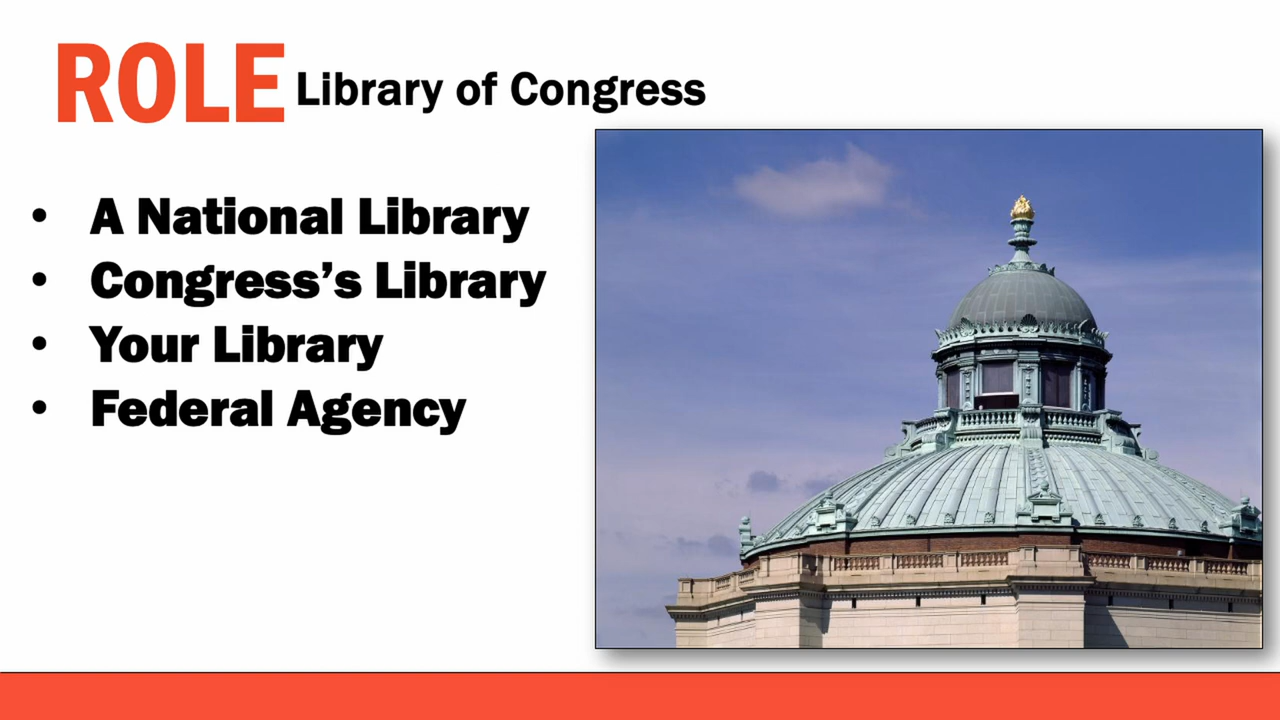 ROLE Library of Congress
• A National Library
• Congress’s Library
• Your Library
• Federal Agency